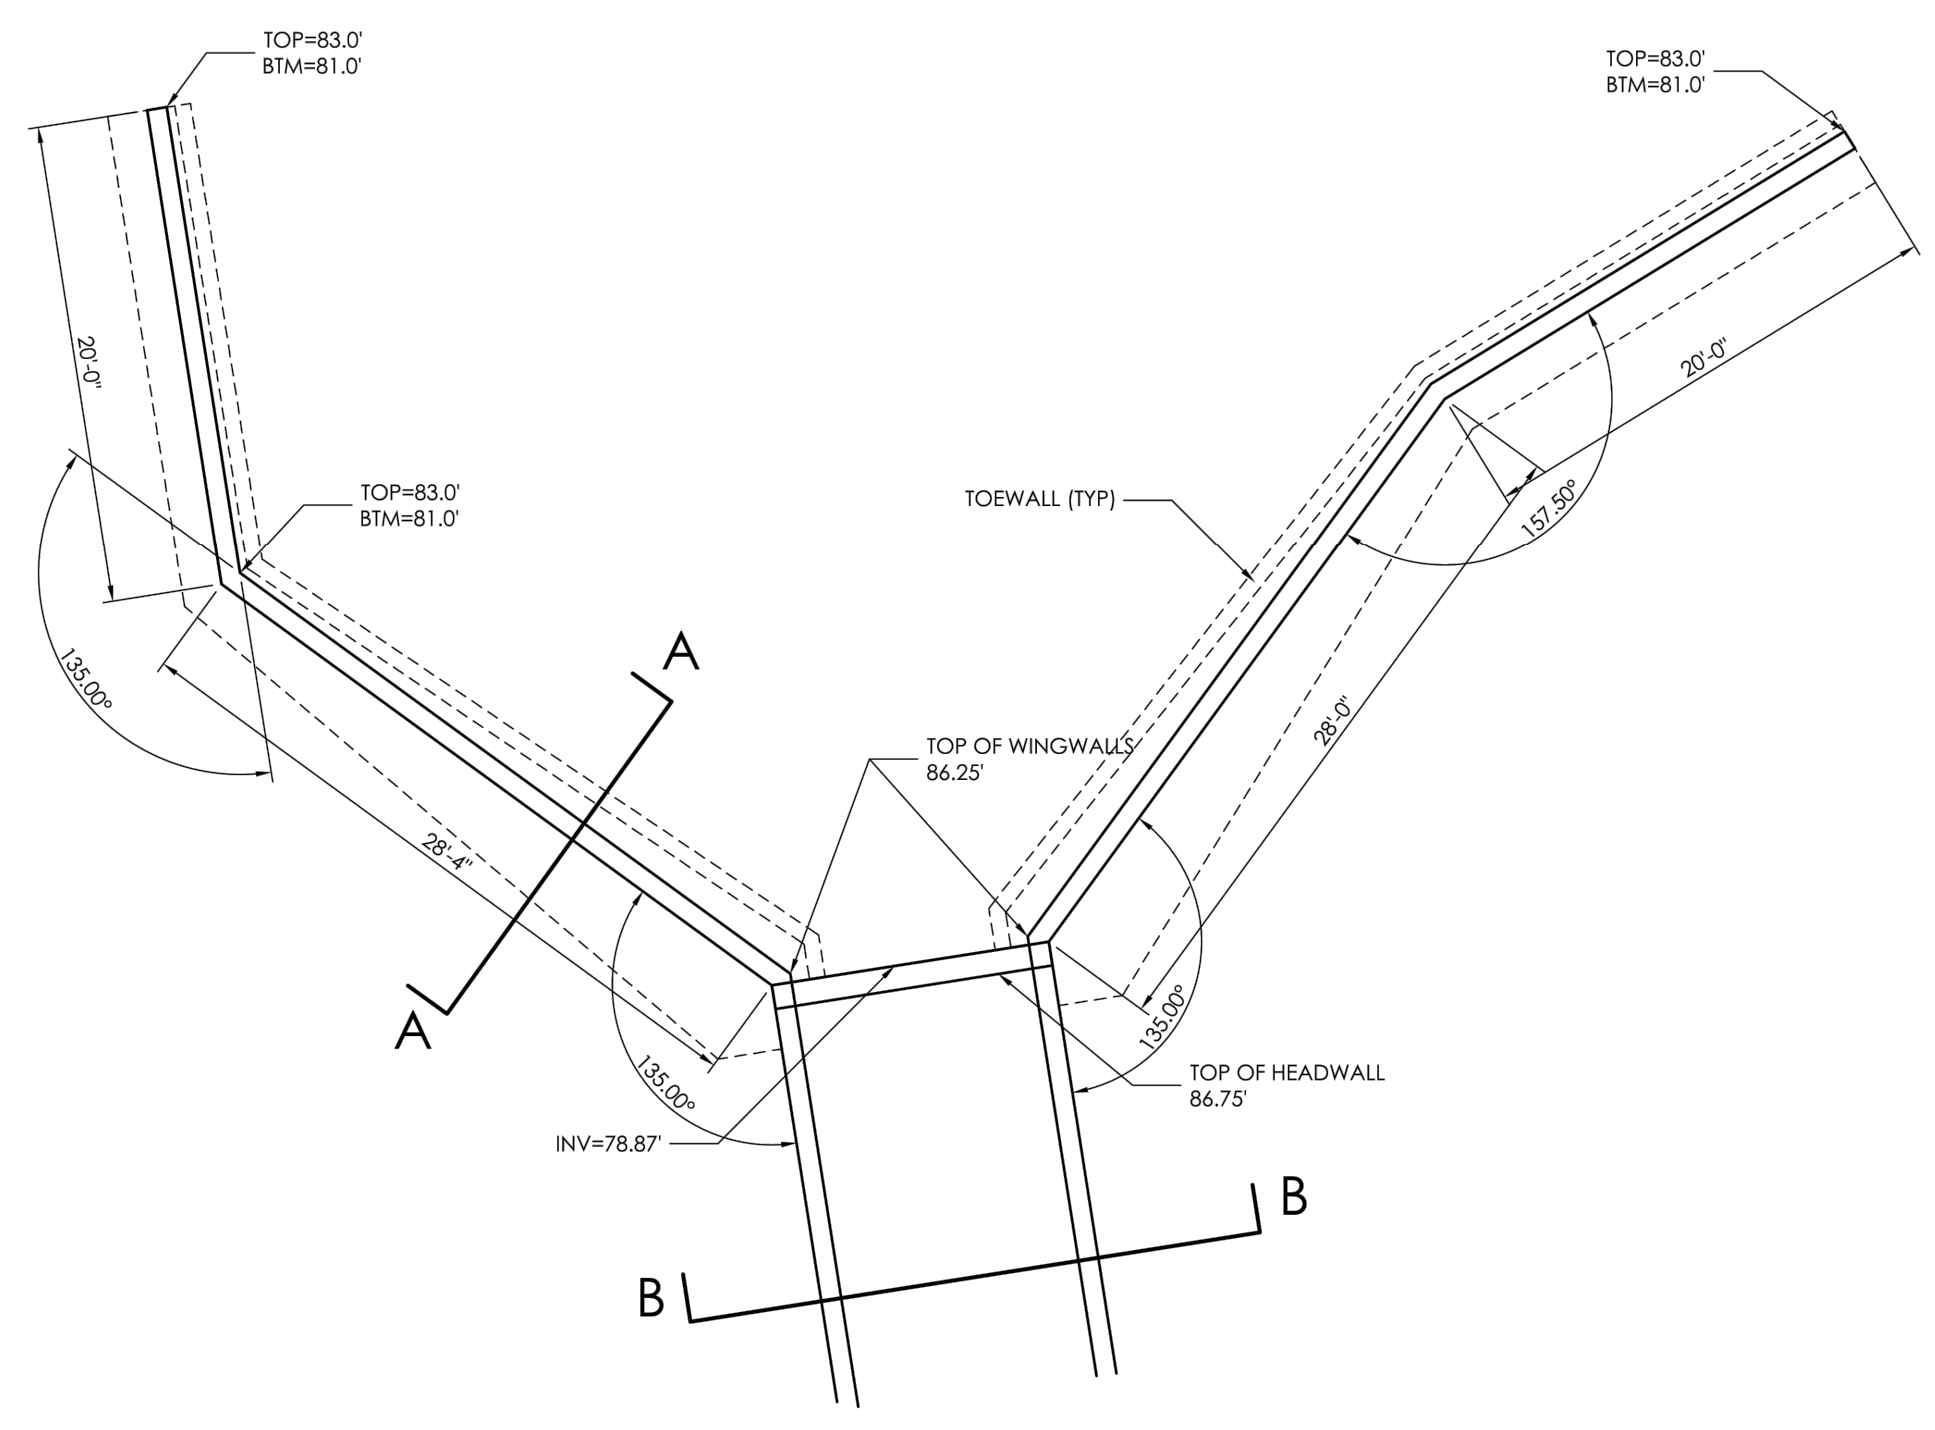 TOP=83.0'
BTM=81.0'
TOP=83.0'
BTM=81.0'
20'-0"
20'-0"
TOP=83.0'
BTM=81.0'
TOEWALL (TYP)
157.50°
A
135.00°
28'-0"
TOP OF WINGWALLS
86.25'
28'-4"
A
135.00°
135.00°
TOP OF HEADWALL
86.75'
INV=78.87'
B
B